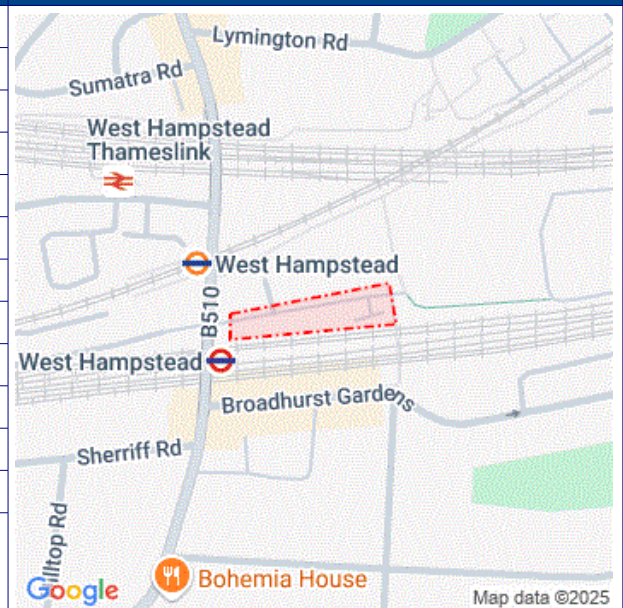 Lymington Rd
Sumatra Rd
West Hampstead
Thameslink
West Hampstead
B510
West Hampstead
Broadhurst Gardens
Sherriff Rd
illtop Rd
Bohemia House
Google
Map data ©2025